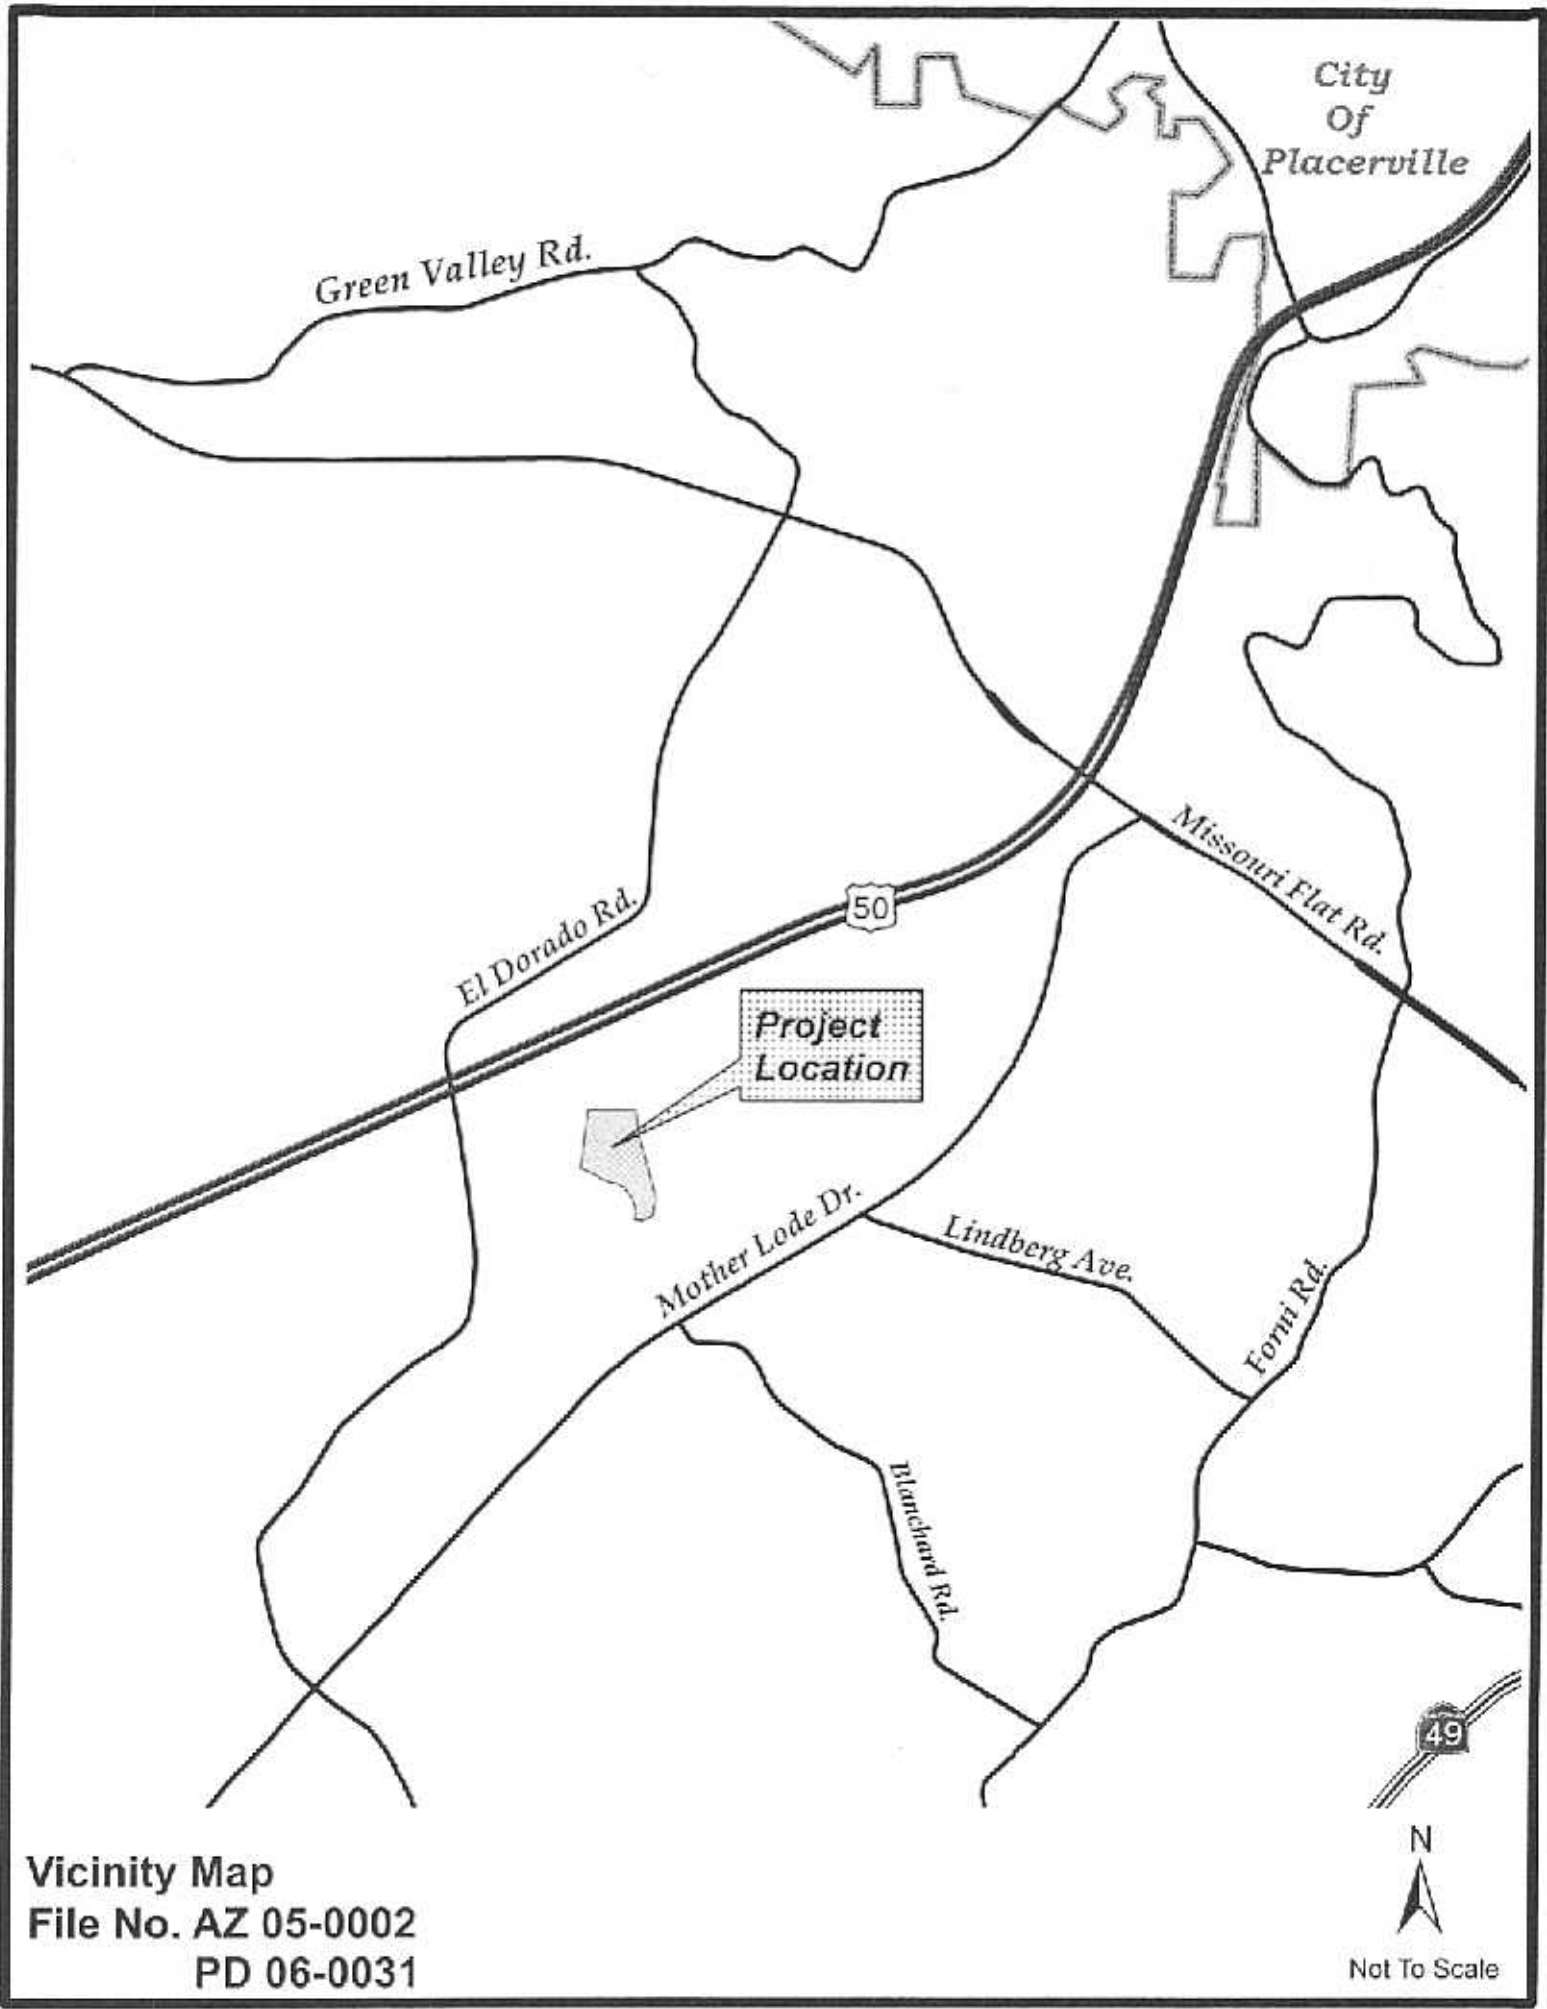 City
Of
Placerville
Green Valley Rd.
Missouri Flat Rd.
50
El Dorado Rd.
Project
Location
Mother Lode Dr.
Lindberg Ave.
Forni Rd.
Blanchard Rd.
49
N
Not To Scale
Vicinity Map
File No. AZ 05-0002
PD 06-0031